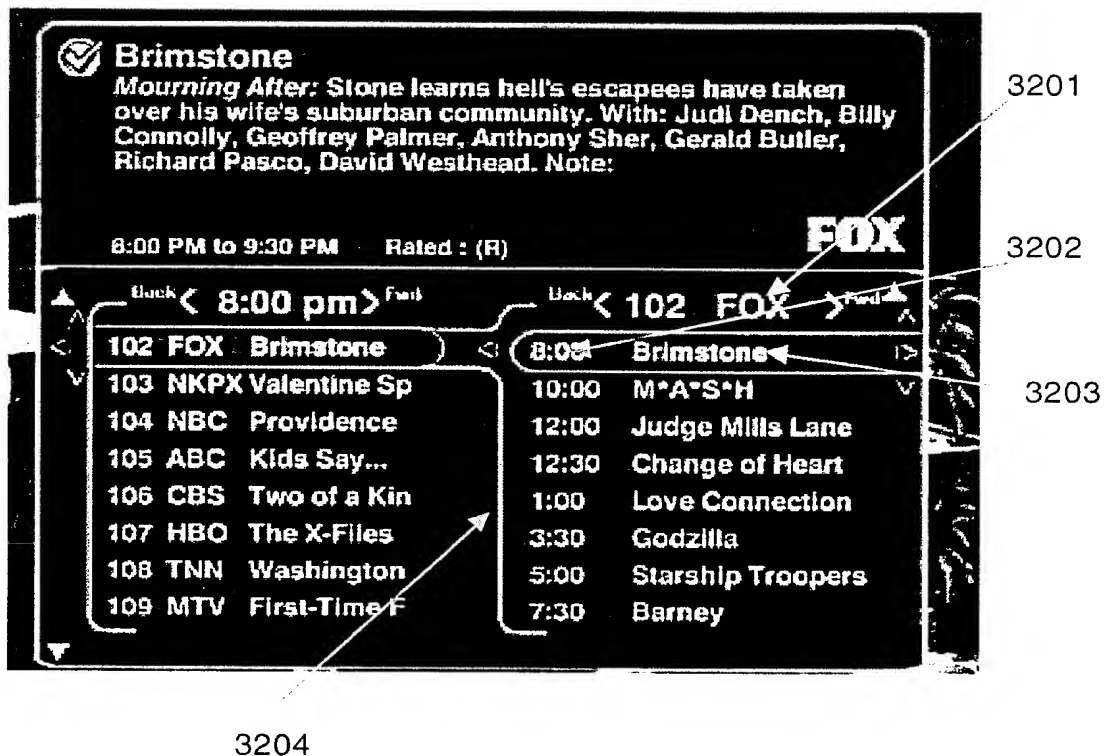 Brimstone
Mourning After: Stone learns hell's escapees have taken
over his wife's suburban community. With: Judi Dench, Billy
Connolly, Geoffrey Palmer, Anthony Sher, Gerald Butler,
Richard Pasco, David Westhead. Note:
FOX
8:00 PM to 9:30 PM Rated : (R)
Back < 8:00 pm > Fwd
102 FOX Brimstone
103 NKPX Valentine Sp
104 NBC Providence
105 ABC Kids Say...
106 CBS Two of a Kin
107 HBO The X-Files
108 TNN Washington
109 MTV First-Time F
Back < 102 FOX > Fwd
8:00 Brimstone
10:00 M*A*S*H
12:00 Judge Mills Lane
12:30 Change of Heart
1:00 Love Connection
3:30 Godzilla
5:00 Starship Troopers
7:30 Barney
3201
3202
3203
3204